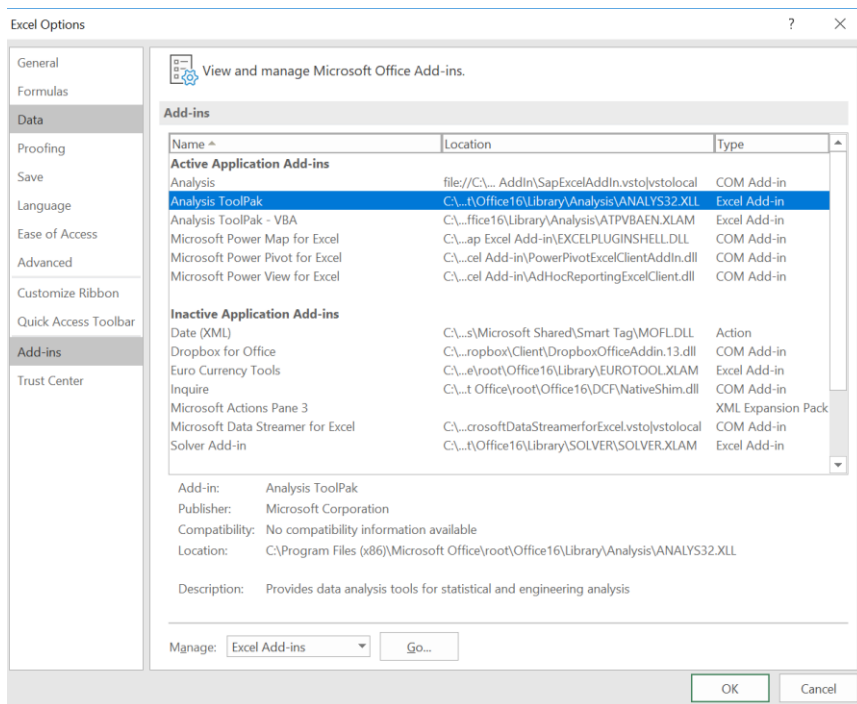 Excel Options ? ×
General
Formulas
Data
Proofing
Save
Language
Ease of Access
Advanced
Customize Ribbon
Quick Access Toolbar
Add-ins
Trust Center
View and manage Microsoft Office Add-ins.
Add-ins
Name Location Type
Active Application Add-ins
Analysis file://C:\... AddIn\SapExcelAddIn.vsto|vstolocal COM Add-in
Analysis ToolPak C:\...t\Office16\Library\Analysis\ANALYS32.XLL Excel Add-in
Analysis ToolPak - VBA C:\...ffice16\Library\Analysis\ATPVBAEN.XLAM Excel Add-in
Microsoft Power Map for Excel C:\...ap Excel Add-in\EXCELPLUGINSHELL.DLL COM Add-in
Microsoft Power Pivot for Excel C:\...cel Add-in\PowerPivotExcelClientAddIn.dll COM Add-in
Microsoft Power View for Excel C:\...cel Add-in\AdHocReportingExcelClient.dll COM Add-in
Inactive Application Add-ins
Date (XML) C:\...s\Microsoft Shared\Smart Tag\MOFL.DLL Action
Dropbox for Office C:\...ropbox\Client\DropboxOfficeAddin.13.dll COM Add-in
Euro Currency Tools C:\...e\root\Office16\Library\EUROTOOL.XLAM Excel Add-in
Inquire C:\...t Office\root\Office16\DCF\NativeShim.dll COM Add-in
Microsoft Actions Pane 3 XML Expansion Pack
Microsoft Data Streamer for Excel C:\...crosoftDataStreamerforExcel.vsto|vstolocal COM Add-in
Solver Add-in C:\...t\Office16\Library\SOLVER\SOLVER.XLAM Excel Add-in
Add-in: Analysis ToolPak
Publisher: Microsoft Corporation
Compatibility: No compatibility information available
Location: C:\Program Files (x86)\Microsoft Office\root\Office16\Library\Analysis\ANALYS32.XLL
Description: Provides data analysis tools for statistical and engineering analysis
Manage: Excel Add-ins Go...
OK Cancel